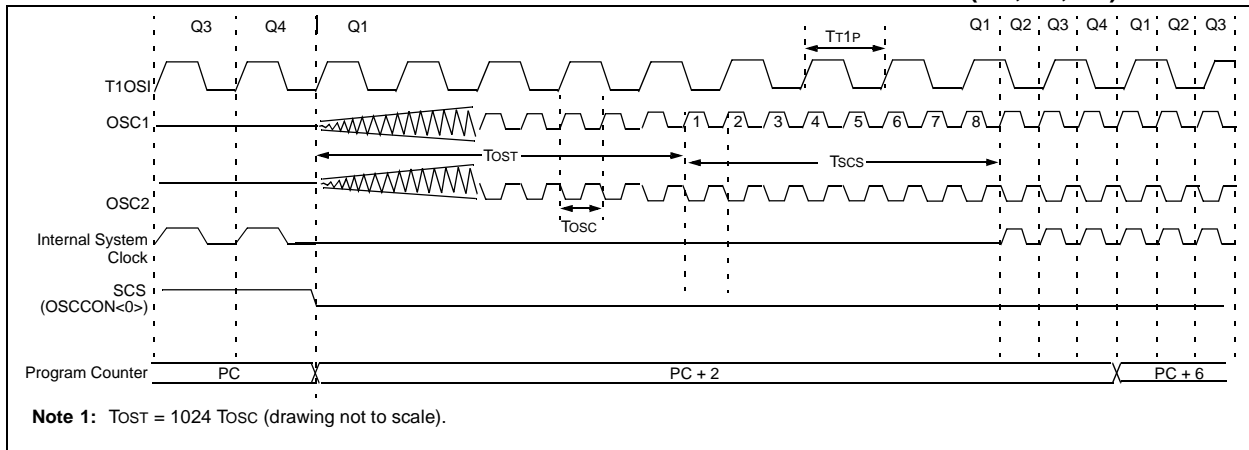 Q3 Q4 Q1 Q1 Q2 Q3 Q4 Q1 Q2 Q3
TT1P
T1OSI
OSC1
1 2 3 4 5 6 7 8
TOST
TSCS
OSC2
TOSC
Internal System
Clock
SCS
(OSCCON<0>)
Program Counter PC PC + 2 PC + 6
Note 1: TOST = 1024 TOSC (drawing not to scale).